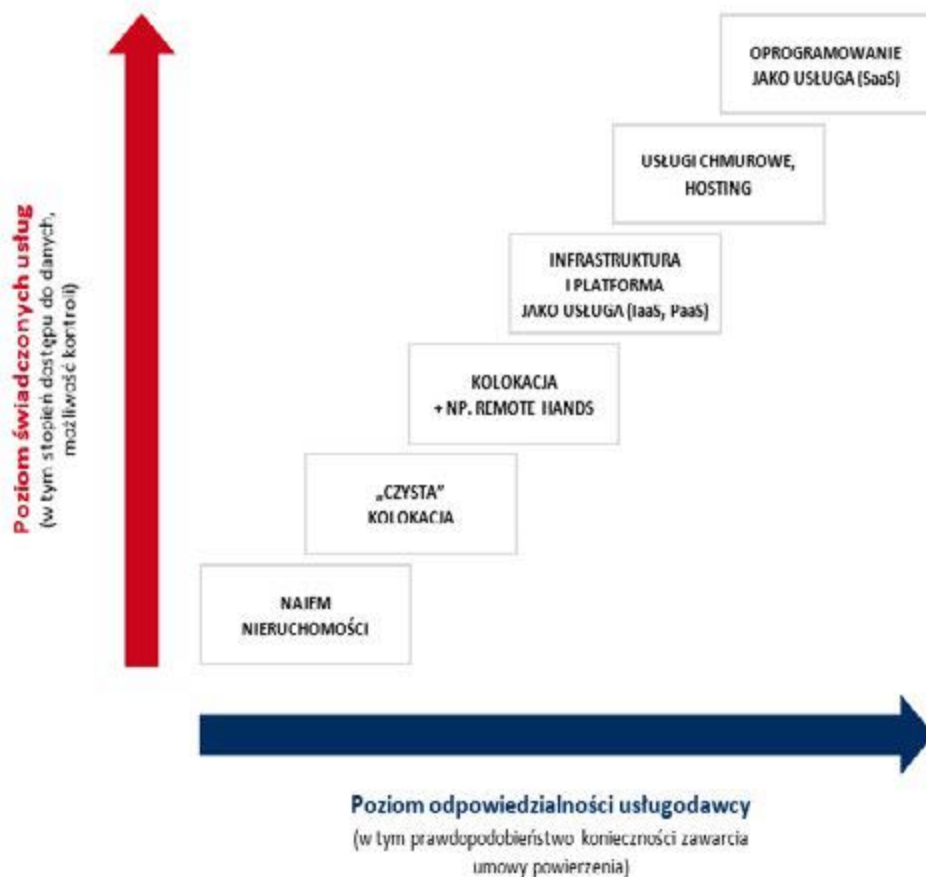 OPROGRAMOWANIE
JAKO USŁUGA (SaaS)
USŁUGI CHMUROWE,
HOSTING
INFRASTRUKTURA
I PLATFORMA
JAKO USŁUGA (IaaS, PaaS)
KOLOKACJA
+ NP. REMOTE HANDS
„CZYSTA”
KOLOKACJA
NAJEM
NIERUCHOMOŚCI
Poziom świadczonych usług
(w tym stopień dostępu do danych,
możliwość kontroli)
Poziom odpowiedzialności usługodawcy
(w tym prawdopodobieństwo konieczności zawarcia
umowy powierzenia)